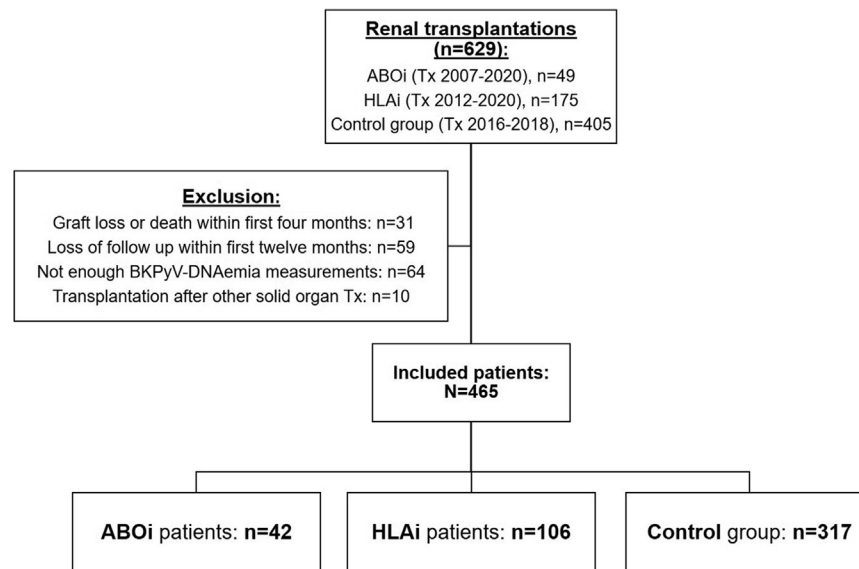 Renal transplantations
(n=629):
ABOi (Tx 2007-2020), n=49
HLAi (Tx 2012-2020), n=175
Control group (Tx 2016-2018), n=405
Exclusion:
Graft loss or death within first four months: n=31
Loss of follow up within first twelve months: n=59
Not enough BKPyV-DNAemia measurements: n=64
Transplantation after other solid organ Tx: n=10
Included patients:
N=465
ABOi patients: n=42
HLAi patients: n=106
Control group: n=317